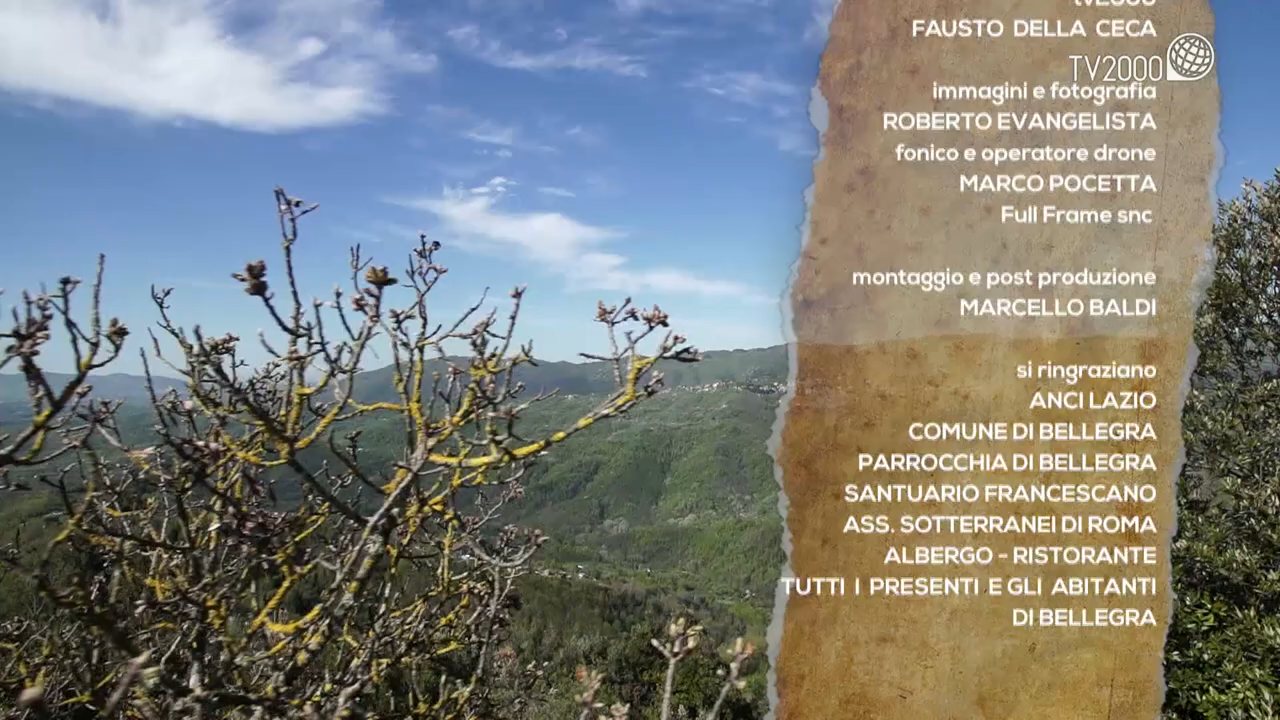 tv2000
FAUSTO DELLA CECA
TV2000
immagini e fotografia
ROBERTO EVANGELISTA
fonico e operatore drone
MARCO POCETTA
Full Frame snc
montaggio e post produzione
MARCELLO BALDI
si ringraziano
ANCI LAZIO
COMUNE DI BELLEGRA
PARROCCHIA DI BELLEGRA
SANTUARIO FRANCESCANO
ASS. SOTTERRANEI DI ROMA
ALBERGO - RISTORANTE
TUTTI I PRESENTI E GLI ABITANTI
DI BELLEGRA